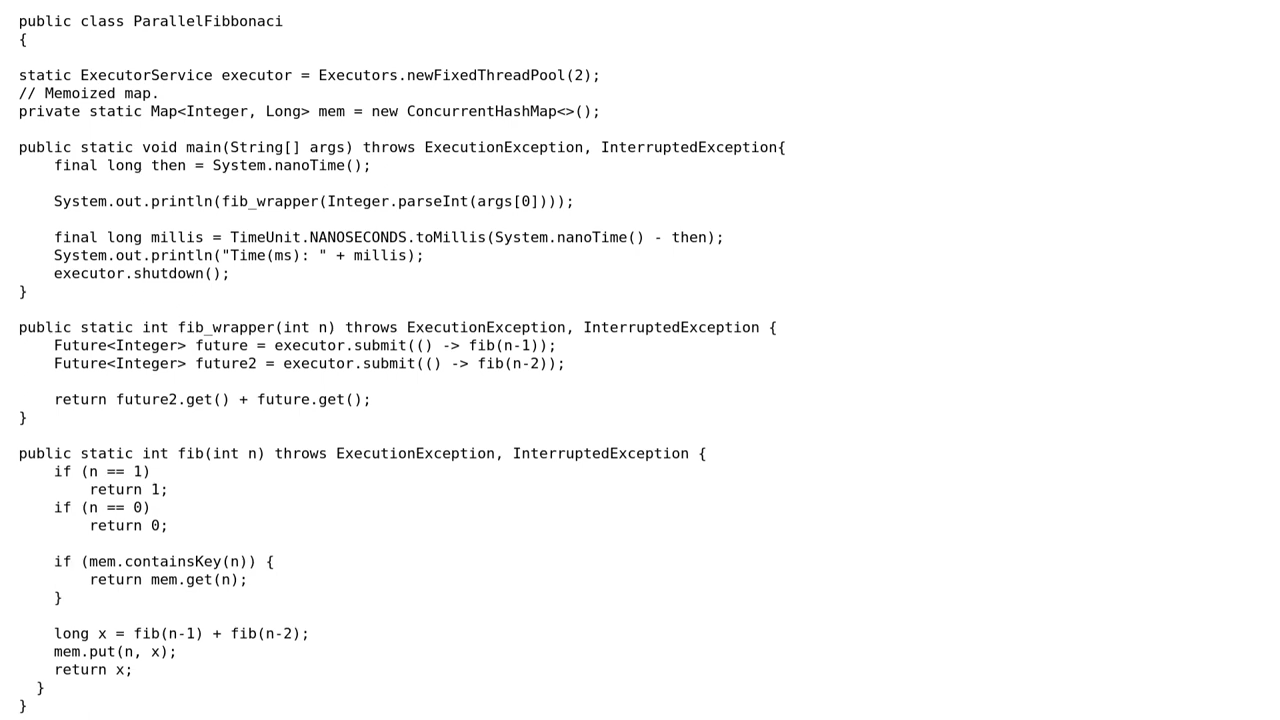 public class ParallelFibbonaci
{
static ExecutorService executor = Executors.newFixedThreadPool(2);
// Memoized map.
private static Map<Integer, Long> mem = new ConcurrentHashMap<>();
public static void main(String[] args) throws ExecutionException, InterruptedException{
    final long then = System.nanoTime();
    System.out.println(fib_wrapper(Integer.parseInt(args[0])));
    final long millis = TimeUnit.NANOSECONDS.toMillis(System.nanoTime() - then);
    System.out.println("Time(ms): " + millis);
    executor.shutdown();
}
public static int fib_wrapper(int n) throws ExecutionException, InterruptedException {
    Future<Integer> future = executor.submit(() -> fib(n-1));
    Future<Integer> future2 = executor.submit(() -> fib(n-2));
    return future2.get() + future.get();
}
public static int fib(int n) throws ExecutionException, InterruptedException {
    if (n == 1)
        return 1;
    if (n == 0)
        return 0;
    if (mem.containsKey(n)) {
        return mem.get(n);
    }
    long x = fib(n-1) + fib(n-2);
    mem.put(n, x);
    return x;
  }
}